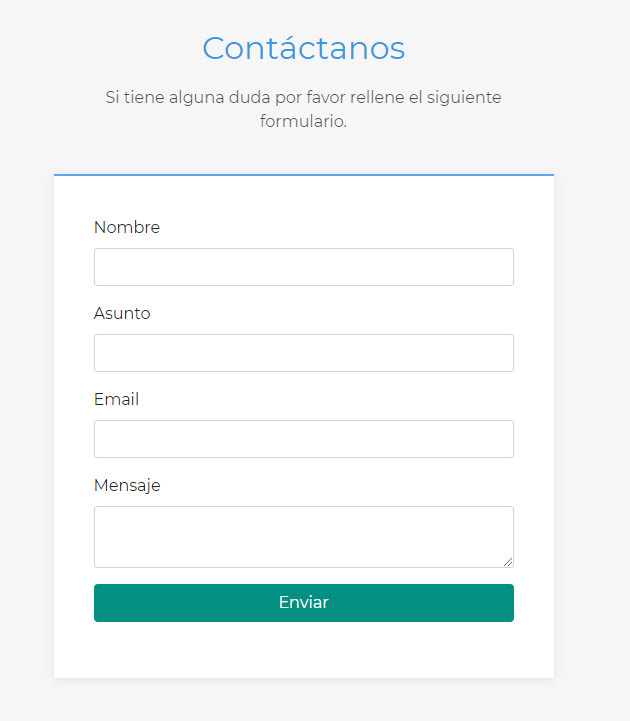 Contáctanos
Si tiene alguna duda por favor rellene el siguiente
formulario.
Nombre
Asunto
Email
Mensaje
Enviar